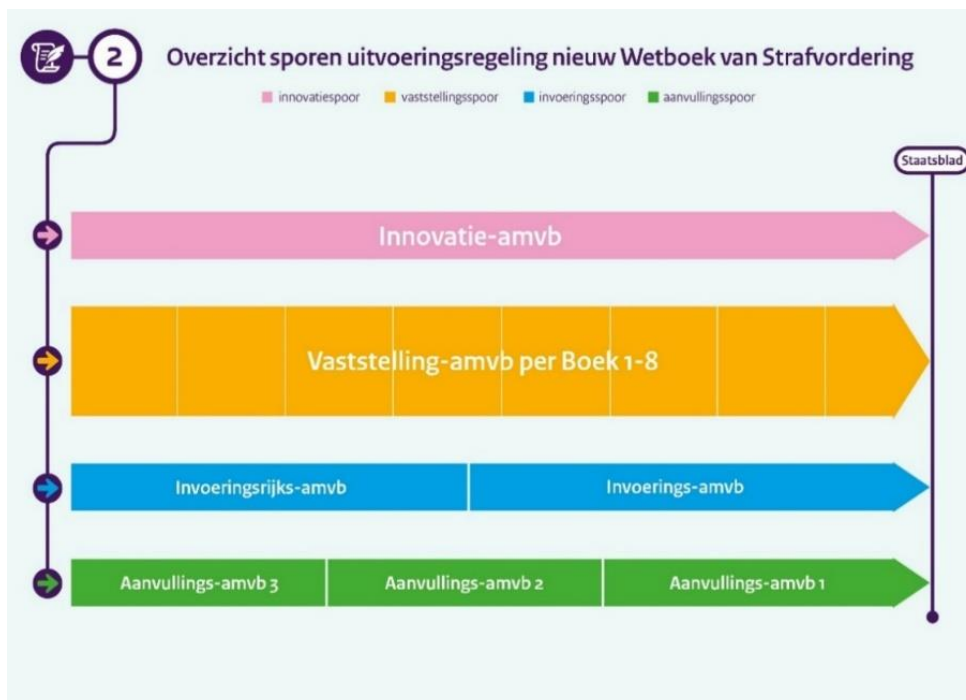 2
Overzicht sporen uitvoeringsregeling nieuw Wetboek van Strafvordering
innovatiespoor vaststellingsspoor invoeringsspoor aanvullingsspoor
Staatsblad
Innovatie-amvb
Vaststelling-amvb per Boek 1-8
Invoeringsrijks-amvb Invoerings-amvb
Aanvullings-amvb 3 Aanvullings-amvb 2 Aanvullings-amvb 1